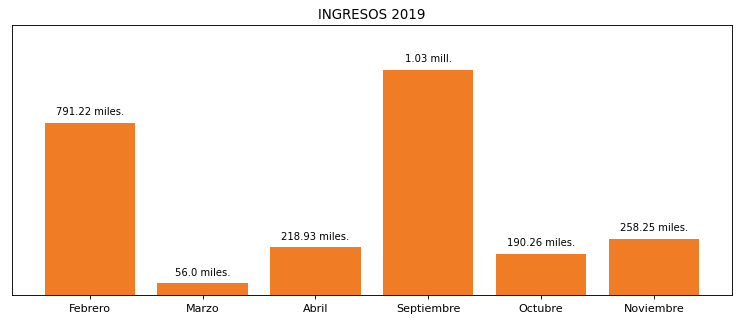 INGRESOS 2019
1.03 mill.
791.22 miles.
258.25 miles.
218.93 miles.
190.26 miles.
56.0 miles.
Febrero Marzo Abril Septiembre Octubre Noviembre